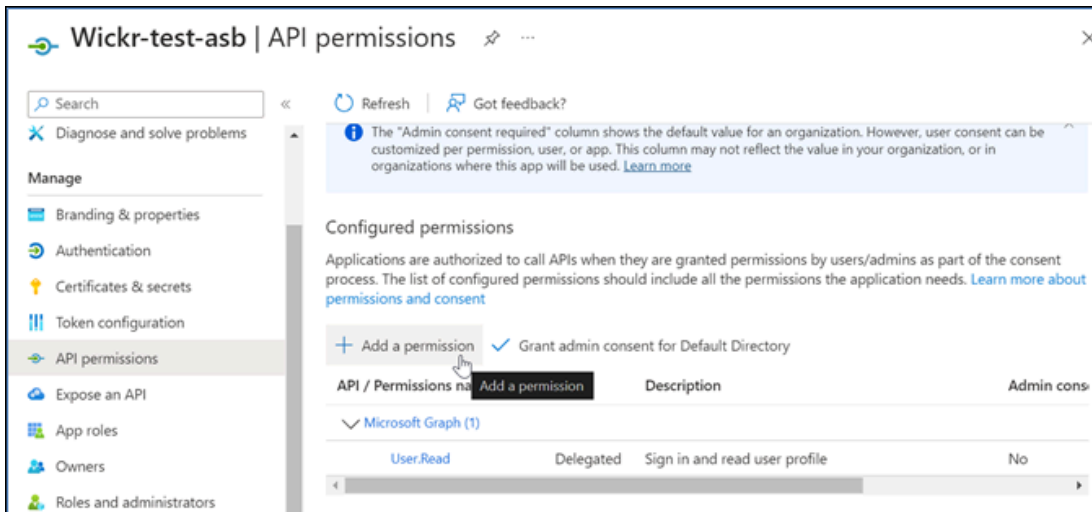 Wickr-test-asb | API permissions
Search
Diagnose and solve problems
Manage
Branding & properties
Authentication
Certificates & secrets
Token configuration
API permissions
Expose an API
App roles
Owners
Roles and administrators
Refresh
Got feedback?
The "Admin consent required" column shows the default value for an organization. However, user consent can be
customized per permission, user, or app. This column may not reflect the value in your organization, or in
organizations where this app will be used. Learn more
Configured permissions
Applications are authorized to call APIs when they are granted permissions by users/admins as part of the consent
process. The list of configured permissions should include all the permissions the application needs. Learn more about
permissions and consent
Add a permission
Grant admin consent for Default Directory
API / Permissions na
Add a permission
Description
Admin cons
Microsoft Graph (1)
User.Read Delegated Sign in and read user profile No